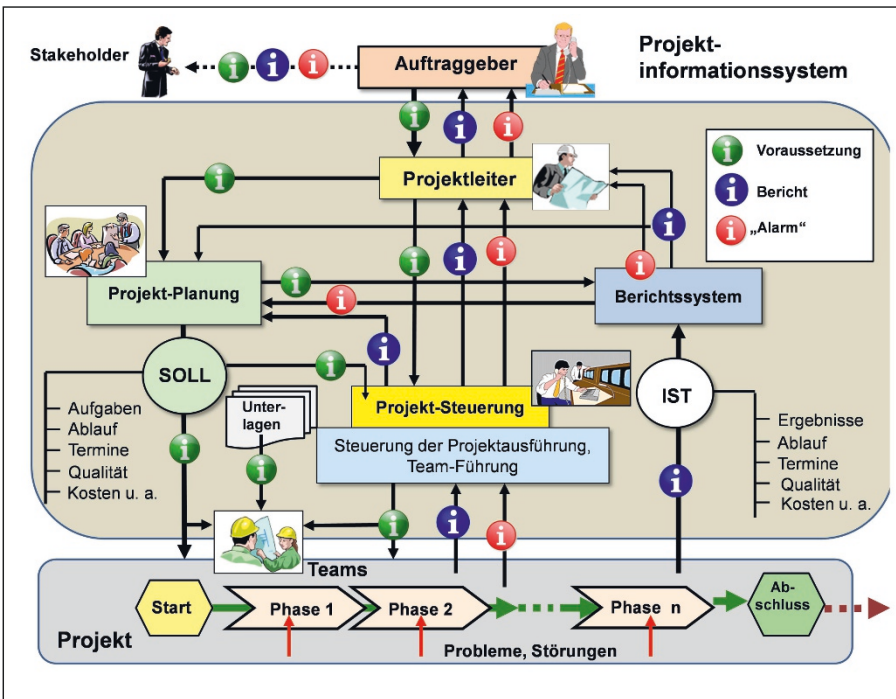 Stakeholder
Auftraggeber
Projekt-
informationssystem
i
i
i
i
i
i
Voraussetzung
i
Bericht
i
„Alarm“
i
Projektleiter
i
i
i
i
i
i
i
i
i
Projekt-Planung
Berichtssystem
i
SOLL
i
Unter-
lagen
Projekt-Steuerung
Steuerung der Projektausführung,
Team-Führung
IST
Aufgaben
Ablauf
Termine
Qualität
Kosten u. a.
Ergebnisse
Ablauf
Termine
Qualität
Kosten u. a.
i
i
i
i
i
i
Teams
Start
Phase 1
Phase 2
Phase n
Ab-
schluss
Projekt
Probleme, Störungen